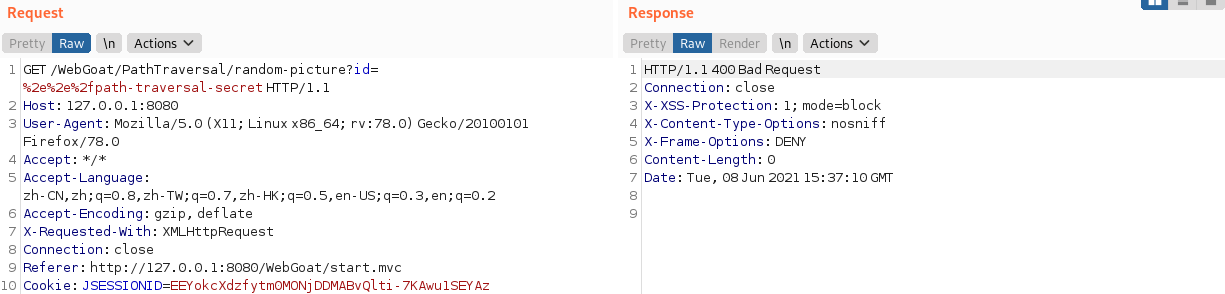 Request
Pretty Raw \n Actions
1 GET /WebGoat/PathTraversal/random-picture?id=
%2e%2e%2fpath-traversal-secret HTTP/1.1
2 Host: 127.0.0.1:8080
3 User-Agent: Mozilla/5.0 (X11; Linux x86_64; rv:78.0) Gecko/20100101
Firefox/78.0
4 Accept: */*
5 Accept-Language:
zh-CN,zh;q=0.8,zh-TW;q=0.7,zh-HK;q=0.5,en-US;q=0.3,en;q=0.2
6 Accept-Encoding: gzip, deflate
7 X-Requested-With: XMLHttpRequest
8 Connection: close
9 Referer: http://127.0.0.1:8080/WebGoat/start.mvc
10 Cookie: JSESSIONID=EEYokcXdzfytm0MONjDDMABvQlti-7KAwu1SEYAz
Response
Pretty Raw Render \n Actions
1 HTTP/1.1 400 Bad Request
2 Connection: close
3 X-XSS-Protection: 1; mode=block
4 X-Content-Type-Options: nosniff
5 X-Frame-Options: DENY
6 Content-Length: 0
7 Date: Tue, 08 Jun 2021 15:37:10 GMT
8
9